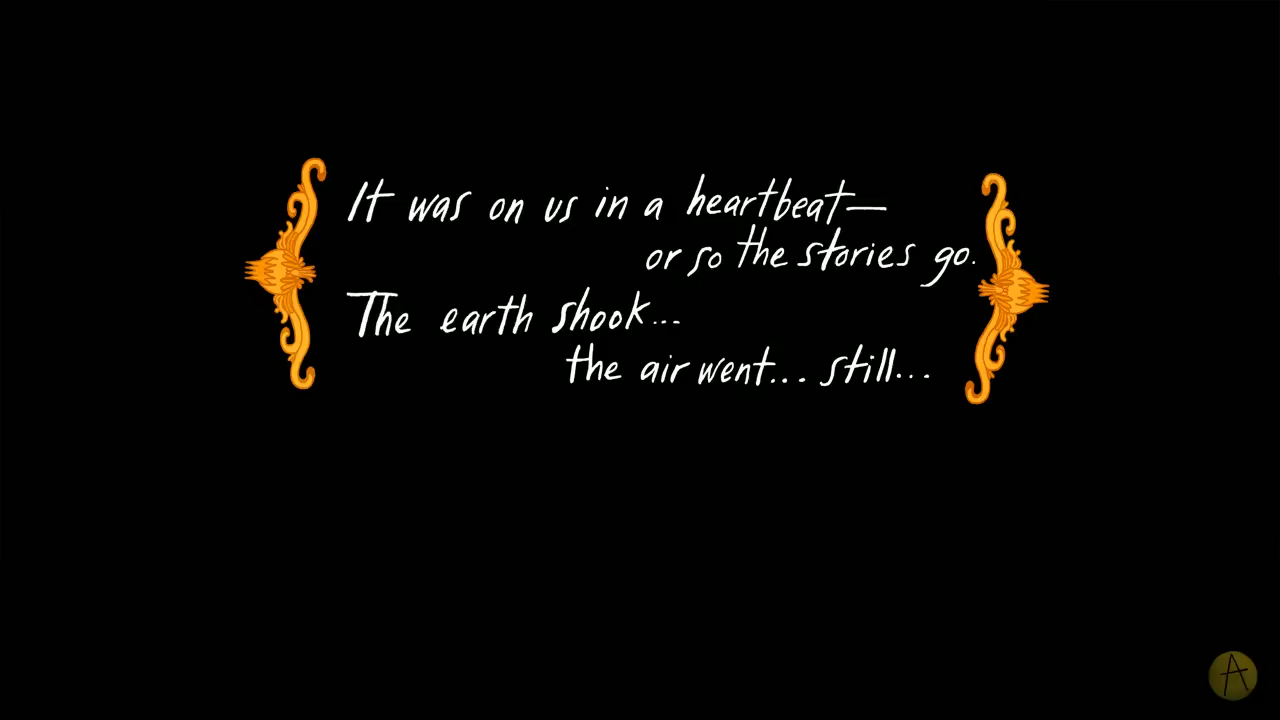 It was on us in a heartbeat—
or so the stories go.
The earth shook...
the air went... still...
A